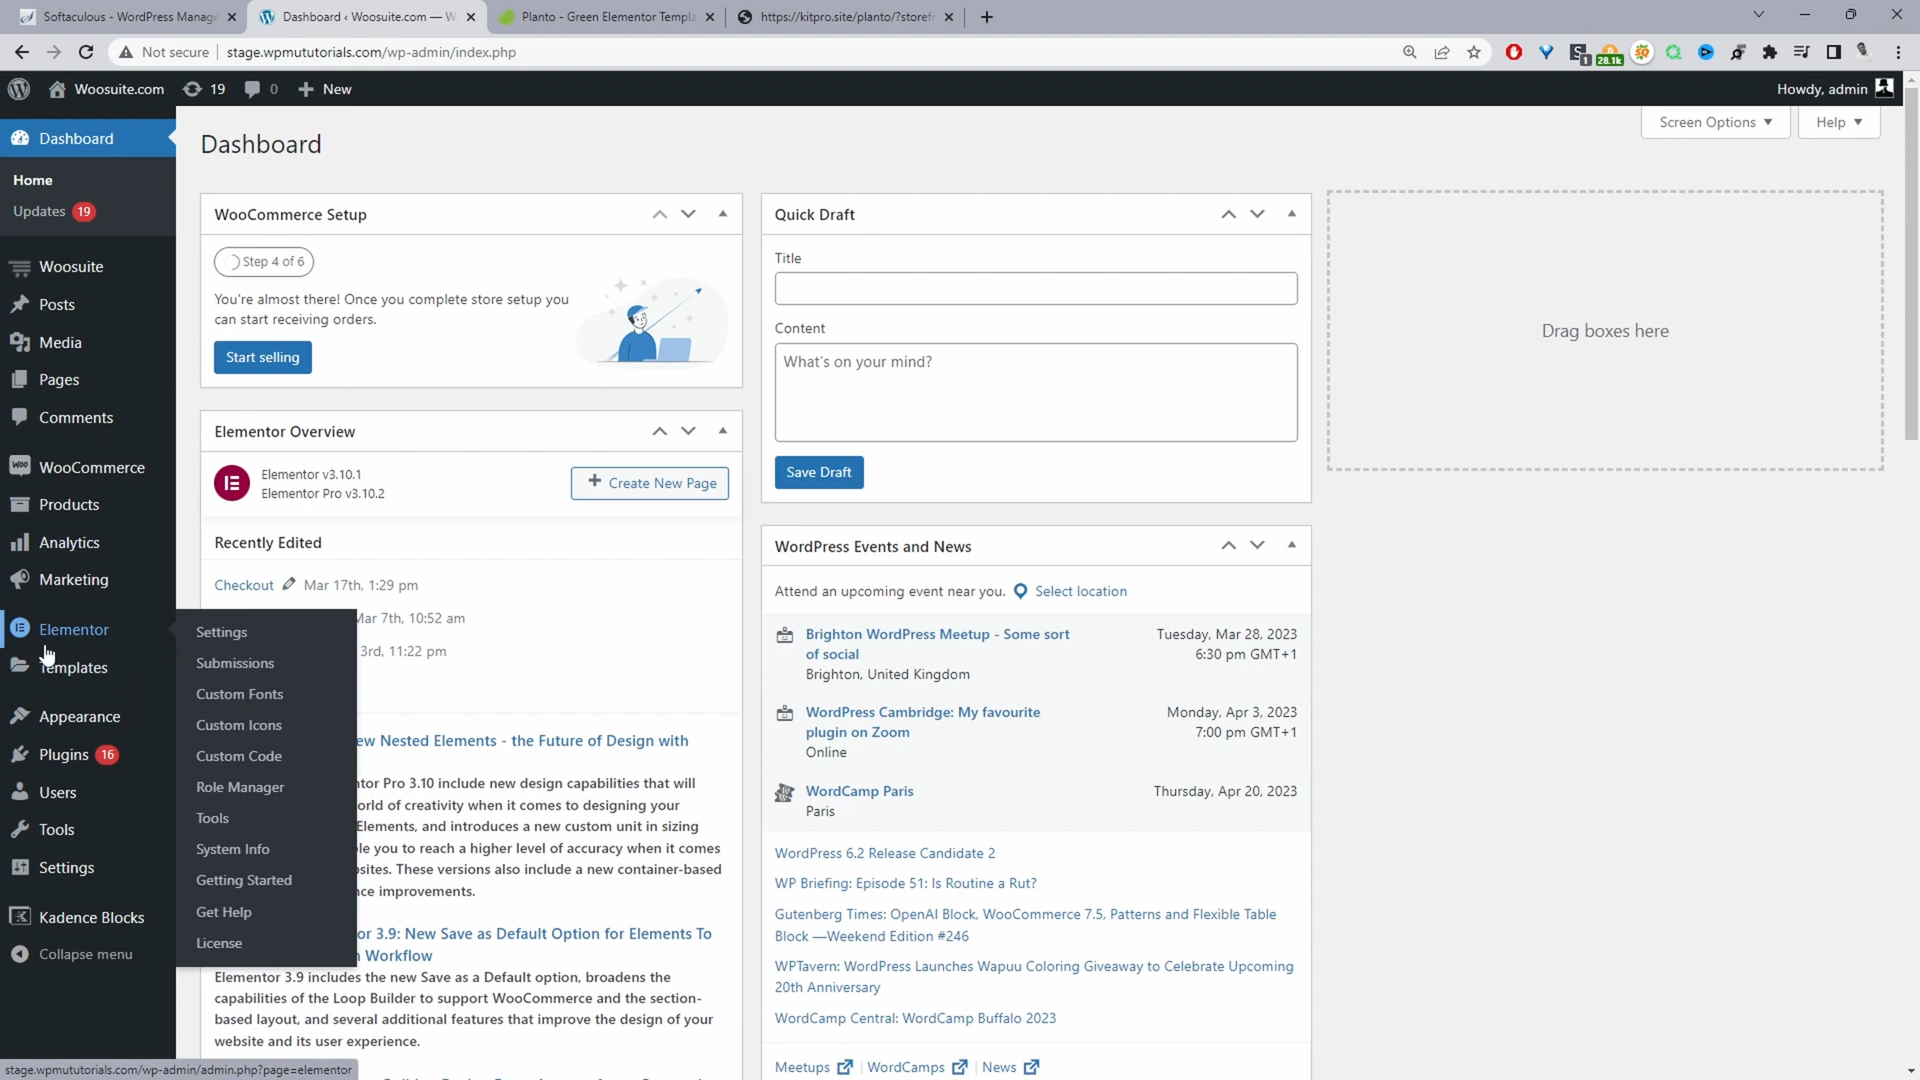 Softaculous - WordPress Manage
Dashboard ‹ Woosuite.com — W
Planto - Green Elementor Templa
https://kitpro.site/planto/?storef
Not secure
stage.wpmututorials.com/wp-admin/index.php
28.1k
1
Woosuite.com
19
0
New
Howdy, admin
Dashboard
Home
Updates 19
Woosuite
Posts
Media
Pages
Comments
WooCommerce
Products
Analytics
Marketing
Elementor
Templates
Appearance
Plugins 16
Users
Tools
Settings
Kadence Blocks
Collapse menu
Settings
Submissions
Custom Fonts
Custom Icons
Custom Code
Role Manager
Tools
System Info
Getting Started
Get Help
License
Dashboard
Screen Options
Help
WooCommerce Setup
Step 4 of 6
You're almost there! Once you complete store setup you
can start receiving orders.
Start selling
Elementor Overview
Elementor v3.10.1
Elementor Pro v3.10.2
Create New Page
Recently Edited
Checkout Mar 17th, 1:29 pm
Mar 7th, 10:52 am
3rd, 11:22 pm
ew Nested Elements - the Future of Design with
tor Pro 3.10 include new design capabilities that will
orld of creativity when it comes to designing your
Elements, and introduces a new custom unit in sizing
le you to reach a higher level of accuracy when it comes
sites. These versions also include a new container-based
nce improvements.
or 3.9: New Save as Default Option for Elements To
Workflow
Elementor 3.9 includes the new Save as a Default option, broadens the
capabilities of the Loop Builder to support WooCommerce and the section-
based layout, and several additional features that improve the design of your
website and its user experience.
Quick Draft
Title
Content
What's on your mind?
Save Draft
WordPress Events and News
Attend an upcoming event near you. Select location
Brighton WordPress Meetup - Some sort
of social
Brighton, United Kingdom
Tuesday, Mar 28, 2023
6:30 pm GMT+1
WordPress Cambridge: My favourite
plugin on Zoom
Online
Monday, Apr 3, 2023
7:00 pm GMT+1
WordCamp Paris
Paris
Thursday, Apr 20, 2023
WordPress 6.2 Release Candidate 2
WP Briefing: Episode 51: Is Routine a Rut?
Gutenberg Times: OpenAI Block, WooCommerce 7.5, Patterns and Flexible Table
Block —Weekend Edition #246
WPTavern: WordPress Launches Wapuu Coloring Giveaway to Celebrate Upcoming
20th Anniversary
WordCamp Central: WordCamp Buffalo 2023
Meetups | WordCamps | News
Drag boxes here
stage.wpmututorials.com/wp-admin/admin.php?page=elementor